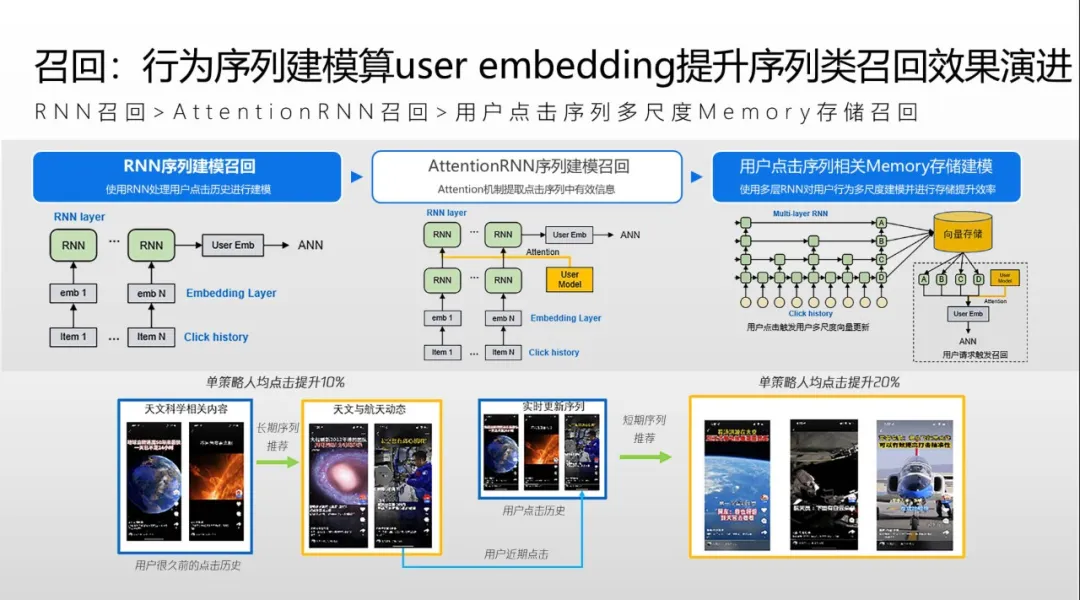 召回：行为序列建模算user embedding提升序列类召回效果演进
RNN召回>AttentionRNN召回>用户点击序列多尺度Memory存储召回
RNN序列建模召回
使用RNN处理用户点击历史进行建模
AttentionRNN序列建模召回
Attention机制提取点击序列中有效信息
用户点击序列相关Memory存储建模
使用多层RNN对用户行为多尺度建模并进行存储提升效率
RNN layer
RNN ... RNN User Emb ANN
emb 1 emb N Embedding Layer
Item 1 ... Item N Click history
RNN layer
RNN ... RNN User Emb ANN
Attention
RNN ... RNN User Model
emb 1 emb N Embedding Layer
Item 1 ... Item N Click history
Multi-layer RNN
A
B
C
D
向量存储
A B C D User Model
Attention
User Emb
ANN
用户请求触发召回
Click history
用户点击触发用户多尺度向量更新
单策略人均点击提升10%
单策略人均点击提升20%
天文科学相关内容
长期序列
推荐
天文与航天动态
实时更新序列
短期序列
推荐
用户点击历史
用户近期点击
用户很久前的点击历史